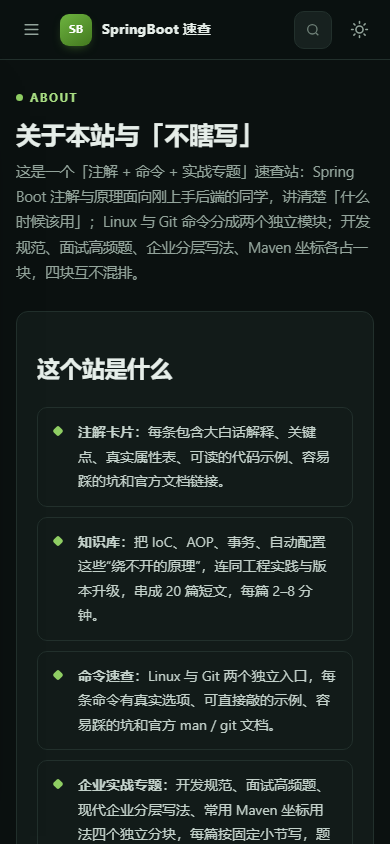 SB SpringBoot 速查
ABOUT
关于本站与「不瞎写」
这是一个「注解 + 命令 + 实战专题」速查站：Spring
Boot 注解与原理面向刚上手后端的同学，讲清楚「什么
时候该用」；Linux 与 Git 命令分成两个独立模块；开发
规范、面试高频题、企业分层写法、Maven 坐标各占一
块，四块互不混排。
这个站是什么
注解卡片：每条包含大白话解释、关键
点、真实属性表、可读的代码示例、容易
踩的坑和官方文档链接。
知识库：把 IoC、AOP、事务、自动配置
这些"绕不开的原理"，连同工程实践与版
本升级，串成 20 篇短文，每篇 2–8 分
钟。
命令速查：Linux 与 Git 两个独立入口，每
条命令有真实选项、可直接敲的示例、容
易踩的坑和官方 man / git 文档。
企业实战专题：开发规范、面试高频题、
现代企业分层写法、常用 Maven 坐标用
法四个独立分块，每篇按固定小节写，题